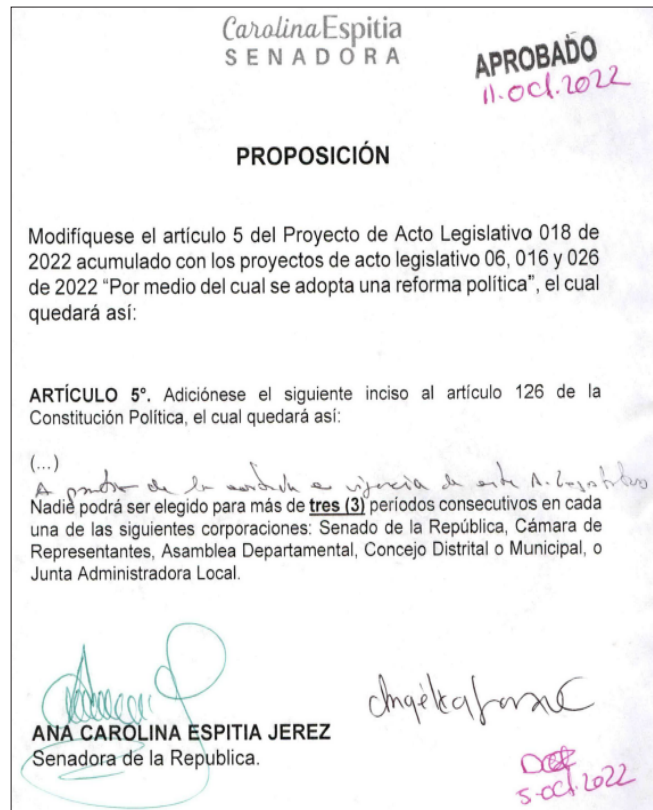 Carolina Espitia
SENADORA
APROBADO
11. Oct. 2022
PROPOSICIÓN
Modifíquese el artículo 5 del Proyecto de Acto Legislativo 018 de
2022 acumulado con los proyectos de acto legislativo 06, 016 y 026
de 2022 “Por medio del cual se adopta una reforma política”, el cual
quedará así:
ARTÍCULO 5°. Adiciónese el siguiente inciso al artículo 126 de la
Constitución Política, el cual quedará así:
(...)
A partir de la entrada en vigencia de este A. Legislativo
Nadie podrá ser elegido para más de tres (3) períodos consecutivos en cada
una de las siguientes corporaciones: Senado de la República, Cámara de
Representantes, Asamblea Departamental, Concejo Distrital o Municipal, o
Junta Administradora Local.
ANA CAROLINA ESPITIA JEREZ
Senadora de la Republica.
5-oct-2022